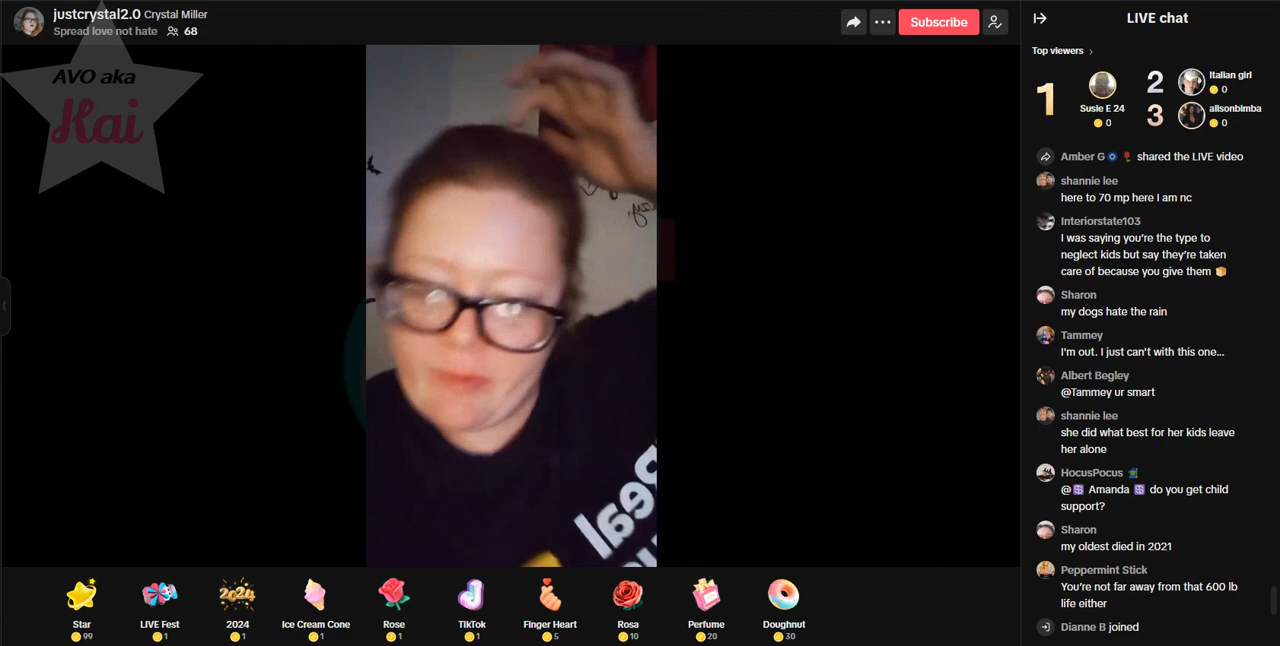 justcrystal2.0 Crystal Miller
Spread love not hate 68
Subscribe
AVO aka
Kai
LIVE chat
Top viewers
1
Susie E 24
0
2
Italian girl
0
3
alisonbimba
0
Amber G🧿 🌹 shared the LIVE video
shannie lee
here to 70 mp here I am nc
Interiorstate103
I was saying you're the type to
neglect kids but say they're taken
care of because you give them 🍞
Sharon
my dogs hate the rain
Tammey
I'm out. I just can't with this one...
Albert Begley
@Tammey ur smart
shannie lee
she did what best for her kids leave
her alone
HocusPocus
@ Amanda do you get child
support?
Sharon
my oldest died in 2021
Peppermint Stick
You're not far away from that 600 lb
life either
Dianne B joined
Star
99
LIVE Fest
1
2024
2024
1
Ice Cream Cone
1
Rose
1
TikTok
1
Finger Heart
5
Rosa
10
Perfume
20
Doughnut
30